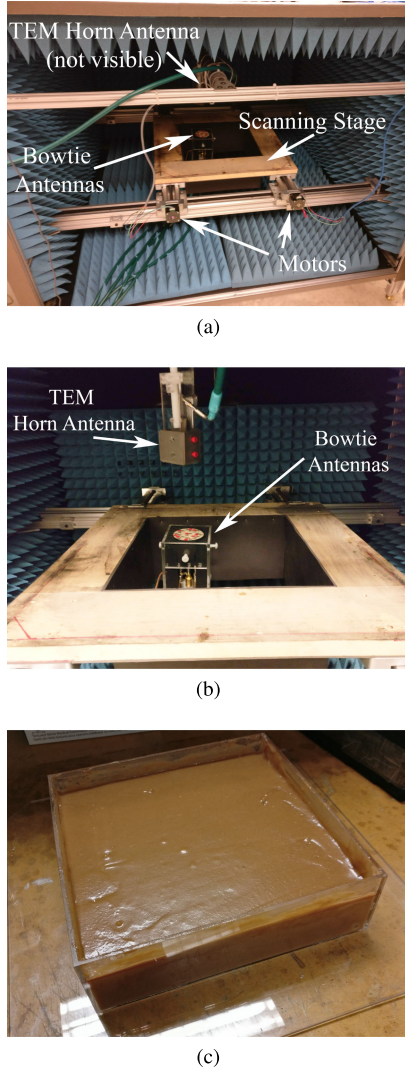 TEM Horn Antenna
(not visible)
Scanning Stage
Bowtie
Antennas
Motors
(a)
TEM
Horn Antenna
Bowtie
Antennas
(b)
(c)